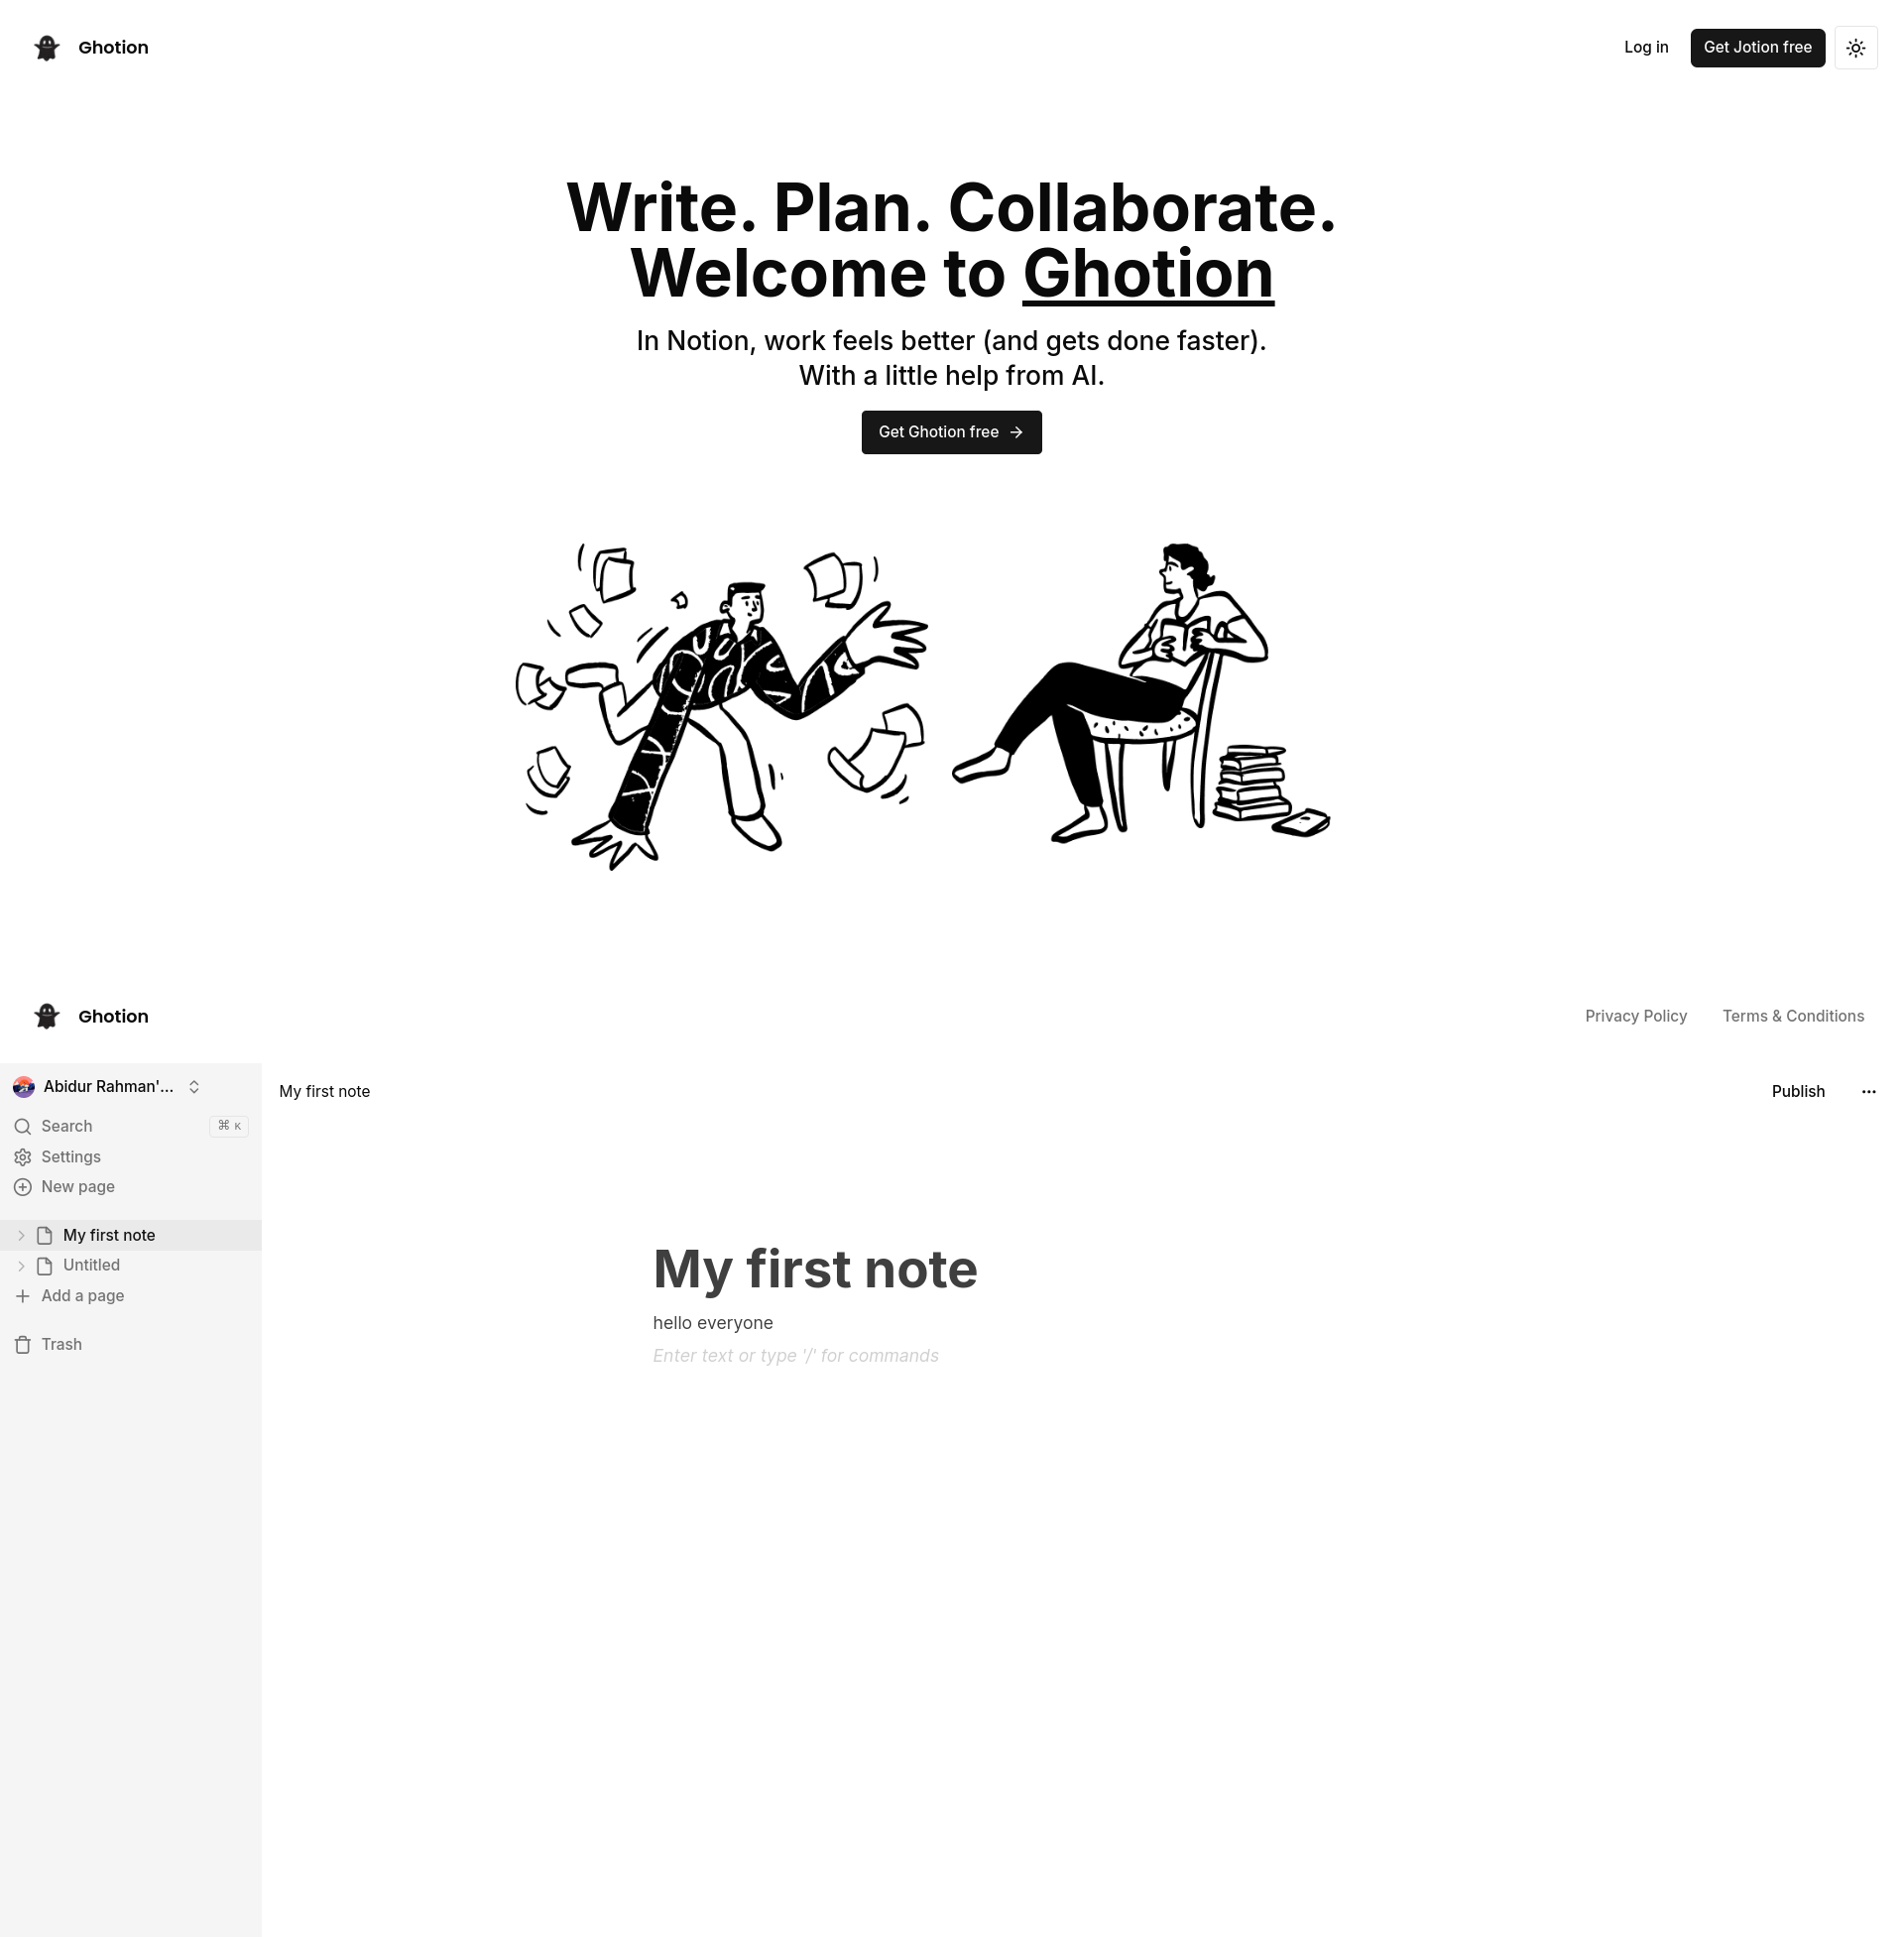 Ghotion
Log in
Get Jotion free
Write. Plan. Collaborate.
Welcome to Ghotion
In Notion, work feels better (and gets done faster).
With a little help from AI.
Get Ghotion free
Ghotion
Privacy Policy
Terms & Conditions
Abidur Rahman'...
Search
⌘ K
Settings
New page
My first note
Untitled
Add a page
Trash
My first note
Publish
My first note
hello everyone
Enter text or type '/' for commands